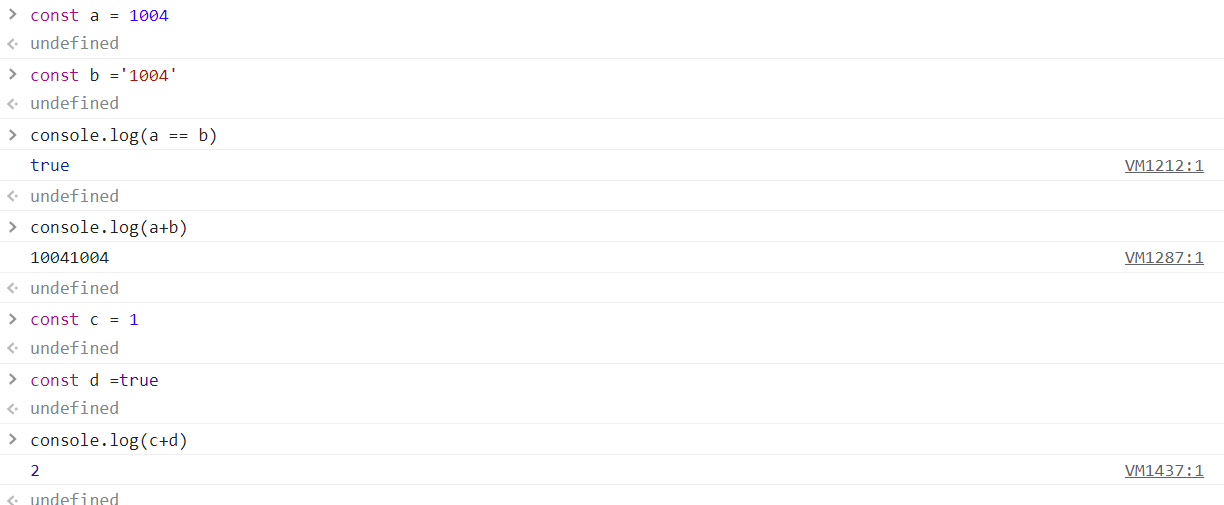 > const a = 1004
undefined
> const b ='1004'
undefined
> console.log(a == b)
true VM1212:1
undefined
> console.log(a+b)
10041004 VM1287:1
undefined
> const c = 1
undefined
> const d =true
undefined
> console.log(c+d)
2 VM1437:1
undefined